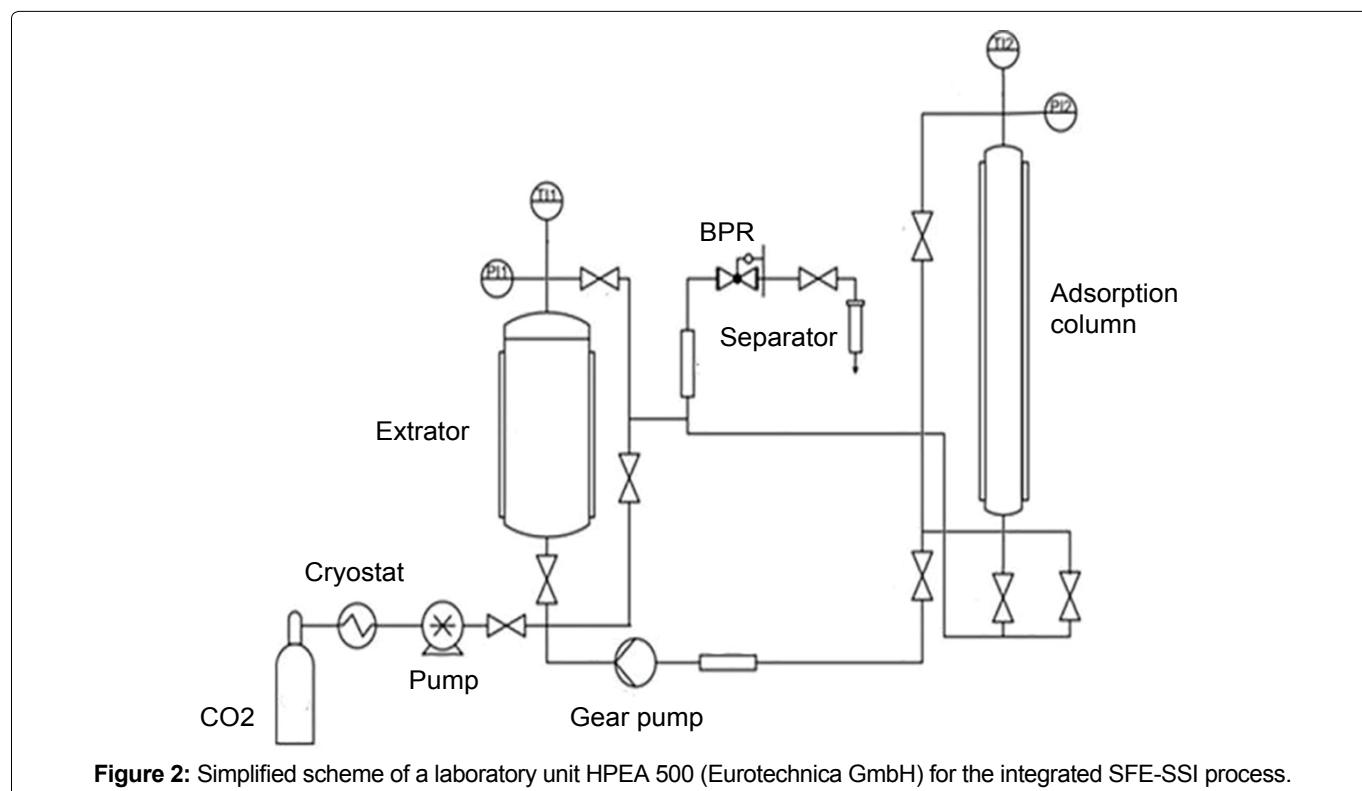 TI2
PI2
TI1
BPR
PI1
Adsorption
column
Separator
Extrator
Cryostat
Pump
CO2
Gear pump
Figure 2: Simplified scheme of a laboratory unit HPEA 500 (Eurotechnica GmbH) for the integrated SFE-SSI process.